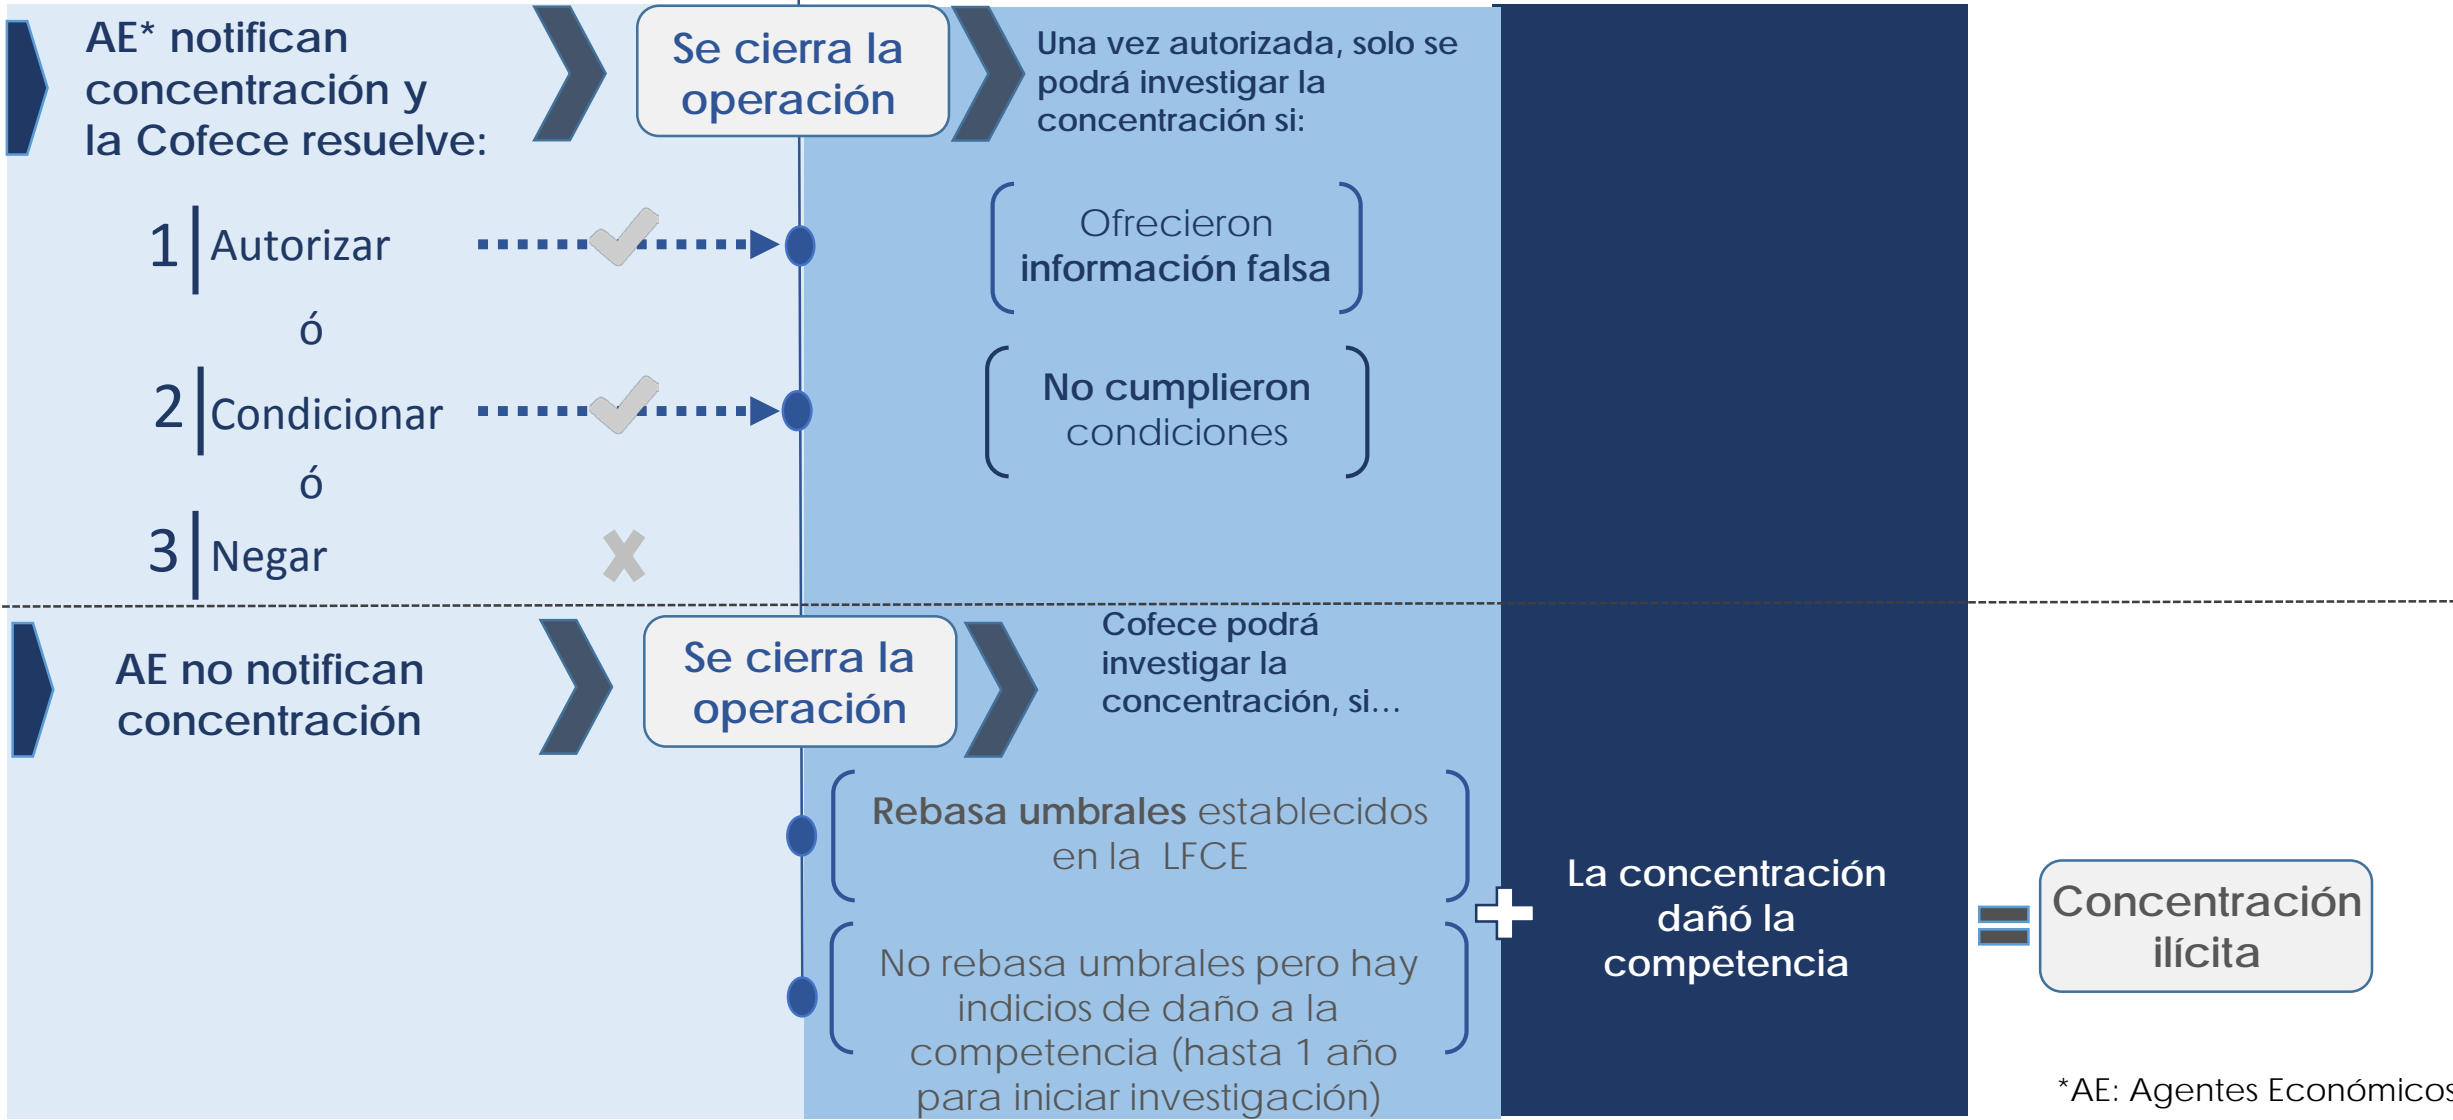 AE* notifican
concentración y
la Cofece resuelve:
Se cierra la
operación
Una vez autorizada, solo se
podrá investigar la
concentración si:
1 Autorizar
ó
2 Condicionar
ó
3 Negar
Ofrecieron
información falsa
No cumplieron
condiciones
AE no notifican
concentración
Se cierra la
operación
Cofece podrá
investigar la
concentración, si...
Rebasa umbrales establecidos
en la LFCE
No rebasa umbrales pero hay
indicios de daño a la
competencia (hasta 1 año
para iniciar investigación)
La concentración
dañó la
competencia
Concentración
ilícita
*AE: Agentes Económicos